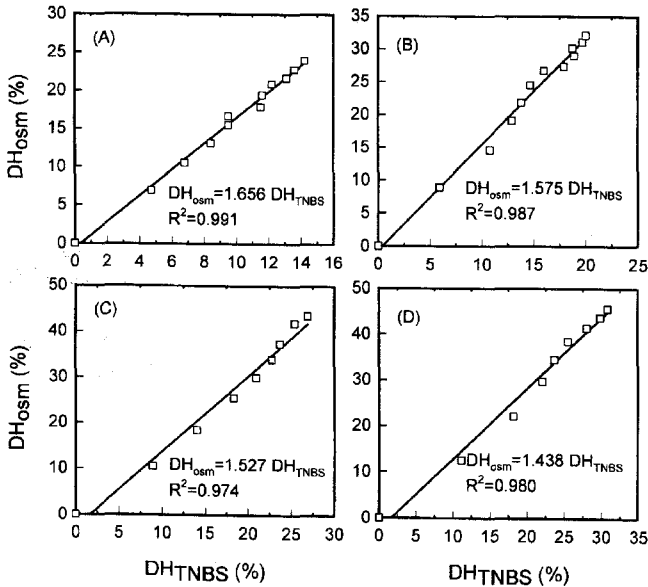 (A)
30
25
20
15
10
5
0
DHosm (%)
DHosm=1.656 DHTNBS
R²=0.991
0 2 4 6 8 10 12 14 16
(B)
35
30
25
20
15
10
5
0
DHosm=1.575 DHTNBS
R²=0.987
0 5 10 15 20 25
(C)
50
40
30
20
10
0
DHosm (%)
DHosm=1.527 DHTNBS
R²=0.974
0 5 10 15 20 25 30
DHTNBS (%)
(D)
50
40
30
20
10
0
DHosm=1.438 DHTNBS
R²=0.980
0 5 10 15 20 25 30 35
DHTNBS (%)